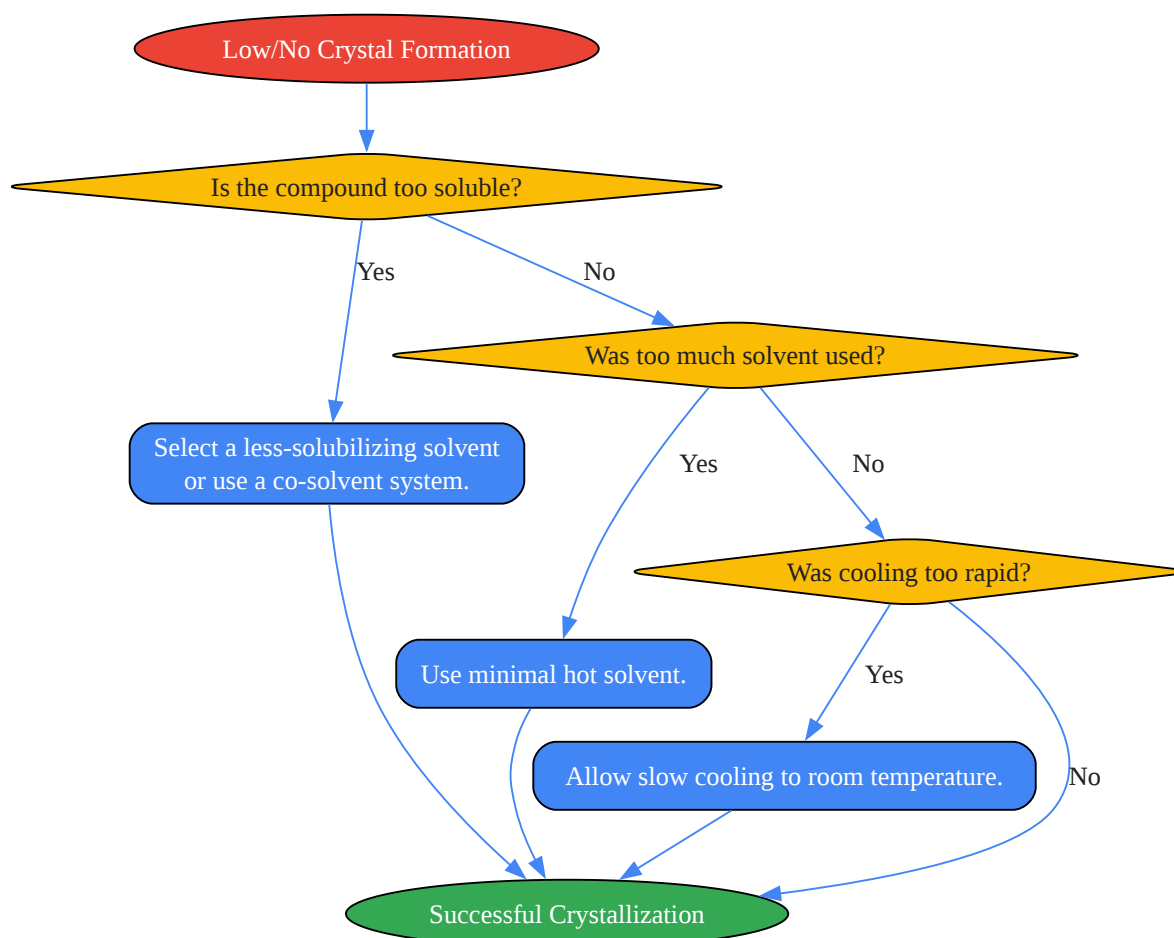 Low/No Crystal Formation
Is the compound too soluble?
Yes
No
Was too much solvent used?
Select a less-solubilizing solvent
or use a co-solvent system.
Yes
No
Was cooling too rapid?
Use minimal hot solvent.
Yes
Allow slow cooling to room temperature.
No
Successful Crystallization